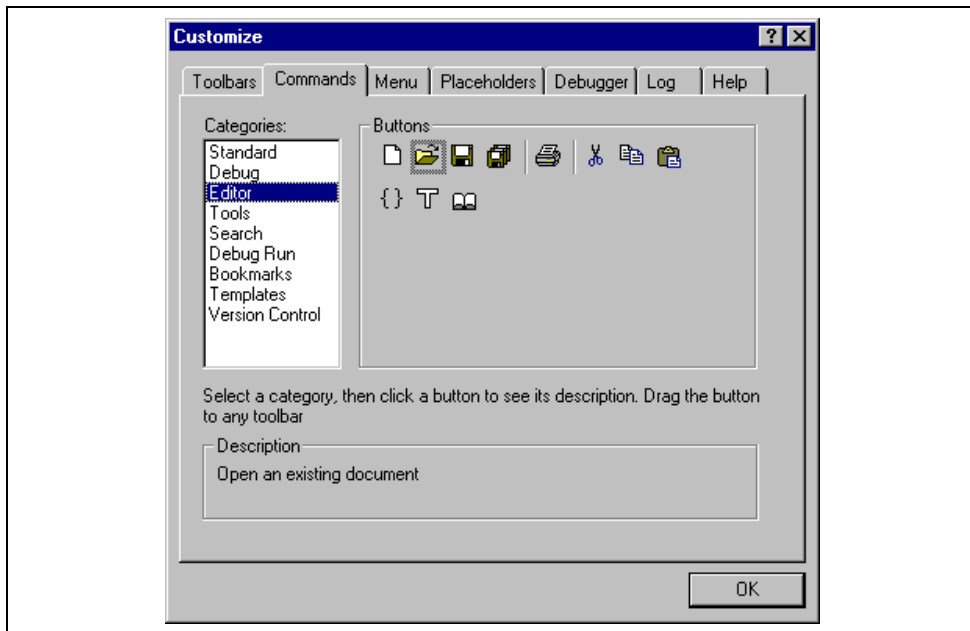 Customize
Toolbars Commands Menu Placeholders Debugger Log Help
Categories:
Buttons
Standard
Debug
Editor
Tools
Search
Debug Run
Bookmarks
Templates
Version Control
Select a category, then click a button to see its description. Drag the button
to any toolbar
Description
Open an existing document
OK